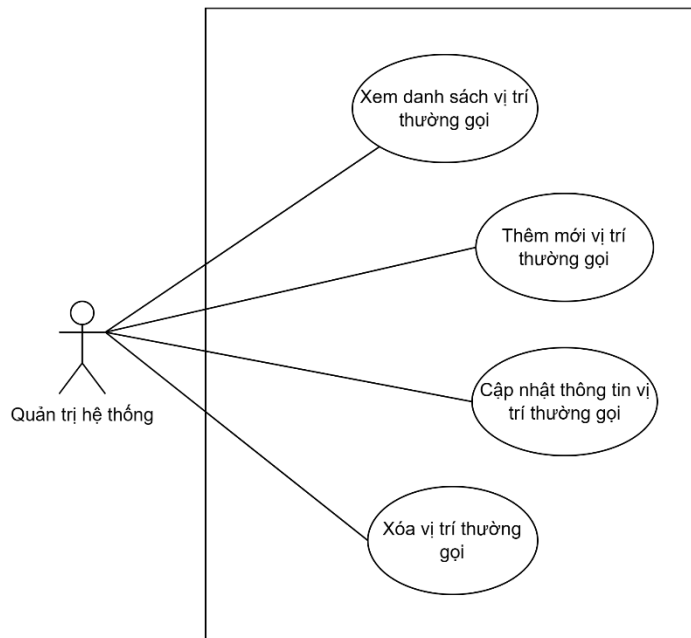 Xem danh sách vị trí
thường gọi
Thêm mới vị trí
thường gọi
Cập nhật thông tin vị
trí thường gọi
Quản trị hệ thống
Xóa vị trí thường
gọi